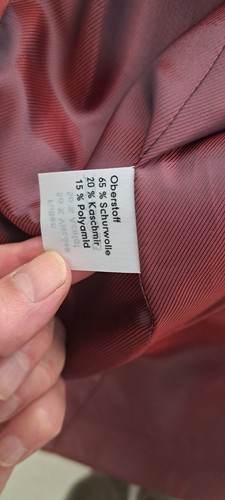 Oberstoff
65 % Schurwolle
20 % Kaschmir
15 % Polyamid